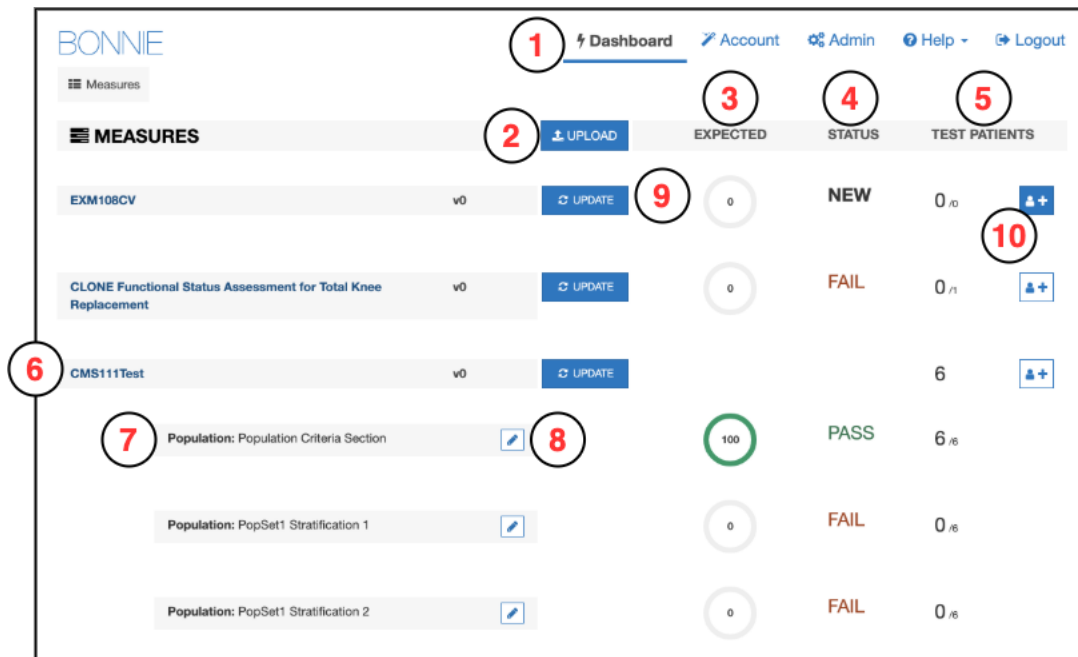 BONNIE
1 Dashboard Account Admin Help Logout
Measures
3 4 5
MEASURES 2 UPLOAD EXPECTED STATUS TEST PATIENTS
EXM108CV v0 UPDATE 9 0 NEW 0 /0
10
CLONE Functional Status Assessment for Total Knee v0 UPDATE 0 FAIL 0 /1
Replacement
6 CMS111Test v0 UPDATE 6
7 Population: Population Criteria Section 8 100 PASS 6 /6
Population: PopSet1 Stratification 1 0 FAIL 0 /6
Population: PopSet1 Stratification 2 0 FAIL 0 /6